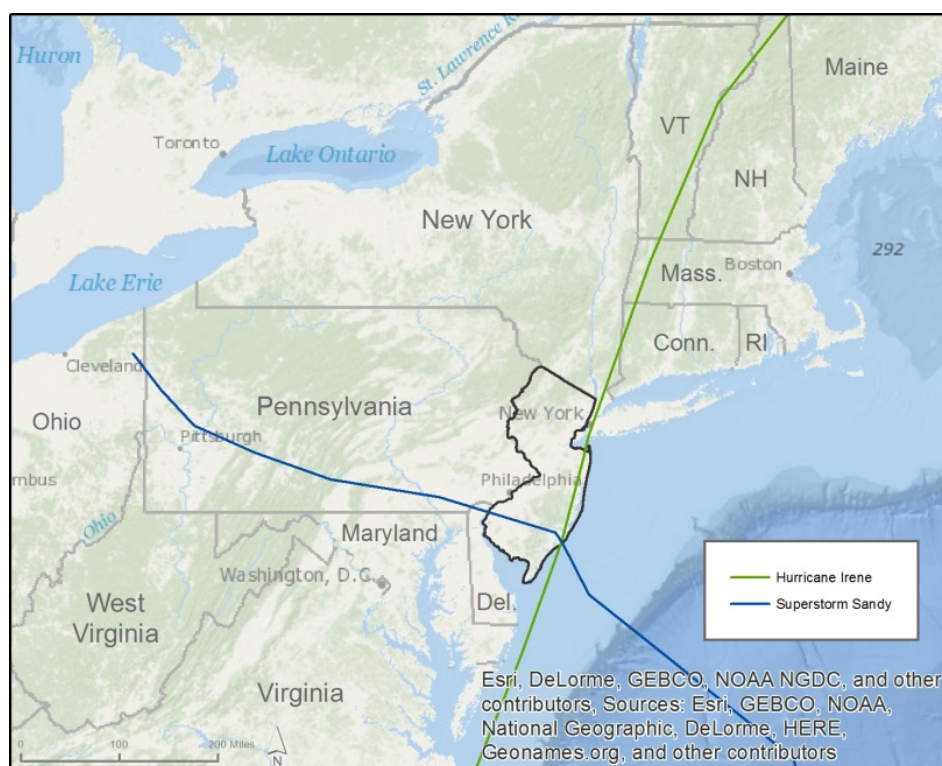 Huron
St. Lawrence R
Maine
Toronto
Lake Ontario
VT
NH
New York
292
Mass.
Boston
Lake Erie
Conn.
RI
Cleveland
Pennsylvania
New York
Ohio
Pittsburgh
Philadelphia
mbus
Ohio
Maryland
Washington, D.C.
Del.
West
Virginia
Hurricane Irene
Superstorm Sandy
Virginia
Esri, DeLorme, GEBCO, NOAA NGDC, and other
contributors, Sources: Esri, GEBCO, NOAA,
National Geographic, DeLorme, HERE,
Geonames.org, and other contributors
0 100 200 Miles
N